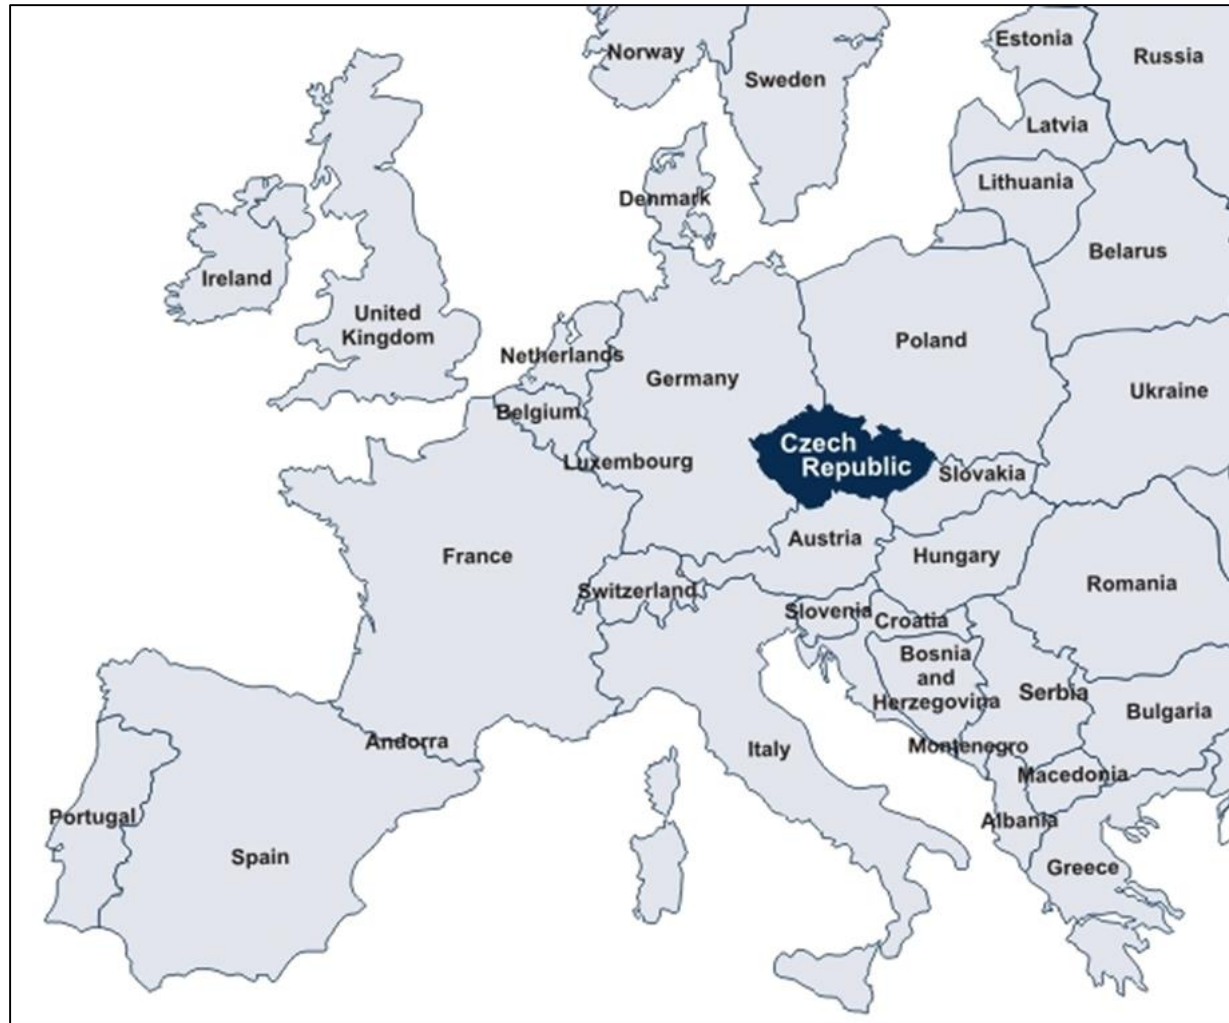 Norway
Sweden
Estonia
Russia
Latvia
Lithuania
Denmark
Belarus
Ireland
United
Kingdom
Netherlands
Poland
Germany
Ukraine
Belgium
Czech
Republic
Luxembourg
Slovakia
Austria
France
Hungary
Switzerland
Romania
Slovenia
Croatia
Bosnia
and
Herzegovina
Serbia
Bulgaria
Andorra
Italy
Montenegro
Macedonia
Portugal
Albania
Spain
Greece